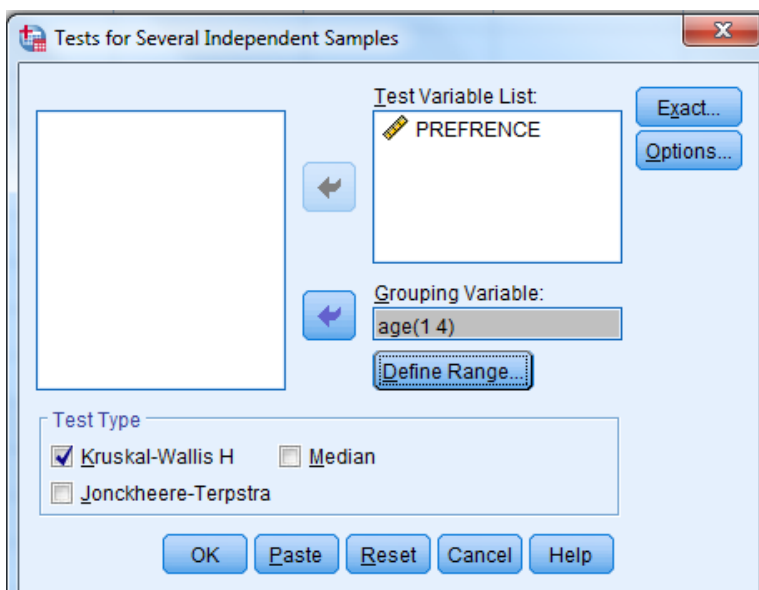 Tests for Several Independent Samples
Test Variable List:
PREFRENCE
Exact...
Options...
Grouping Variable:
age(1 4)
Define Range...
Test Type
Kruskal-Wallis H
Median
Jonckheere-Terpstra
OK
Paste
Reset
Cancel
Help